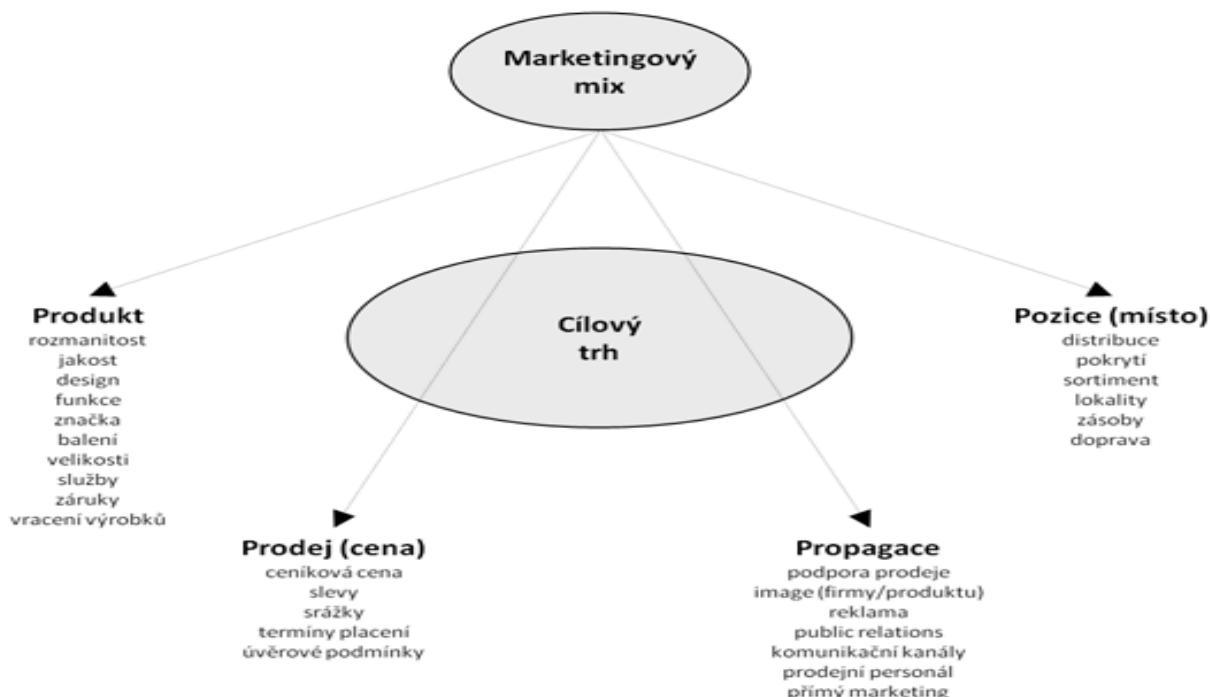 Marketingový
mix
Cílový
trh
Produkt
rozmanitost
jakost
design
funkce
značka
balení
velikosti
služby
záruky
vracení výrobků
Prodej (cena)
ceníková cena
slevy
srážky
termíny placení
úvěrové podmínky
Propagace
podpora prodeje
image (firmy/produktu)
reklama
public relations
komunikační kanály
prodejní personál
přímý marketing
Pozice (místo)
distribuce
pokrytí
sortiment
lokality
zásoby
doprava